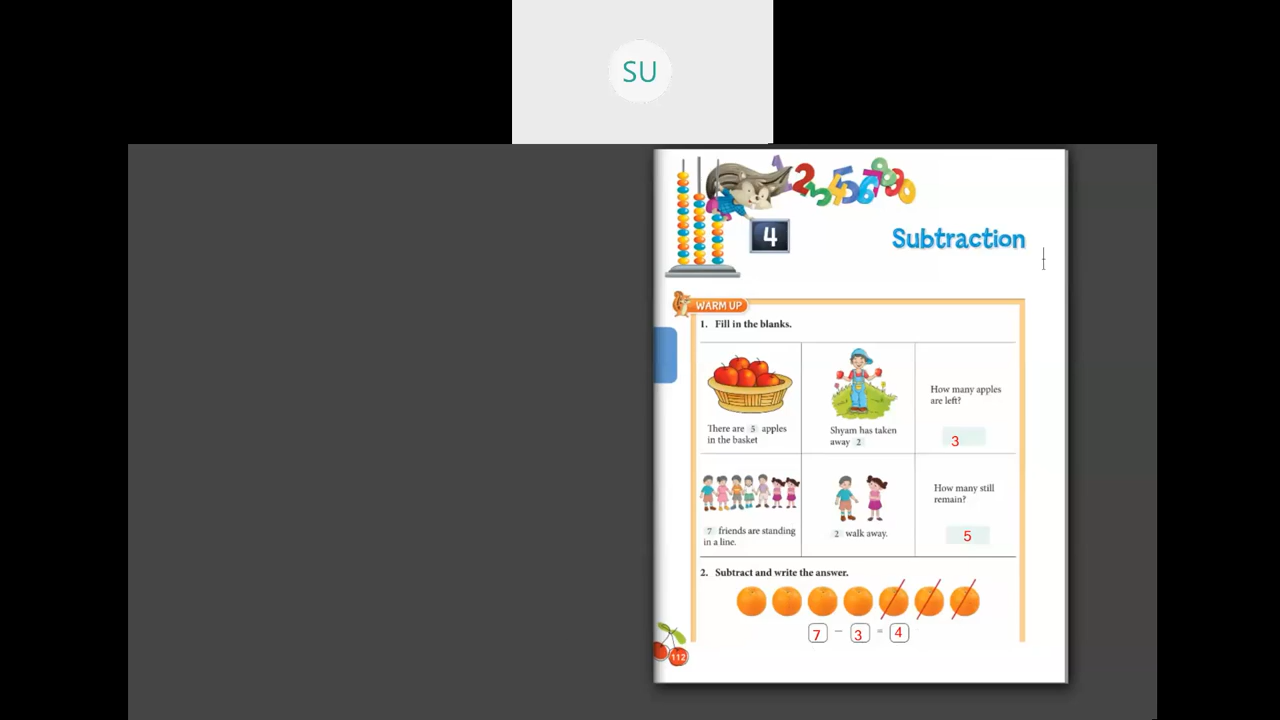 SU
1234567890
4
Subtraction
WARM UP
1. Fill in the blanks.
There are 5 apples
in the basket
Shyam has taken
away 2
How many apples
are left?
3
7 friends are standing
in a line.
2 walk away.
How many still
remain?
5
2. Subtract and write the answer.
7 − 3 = 4
112